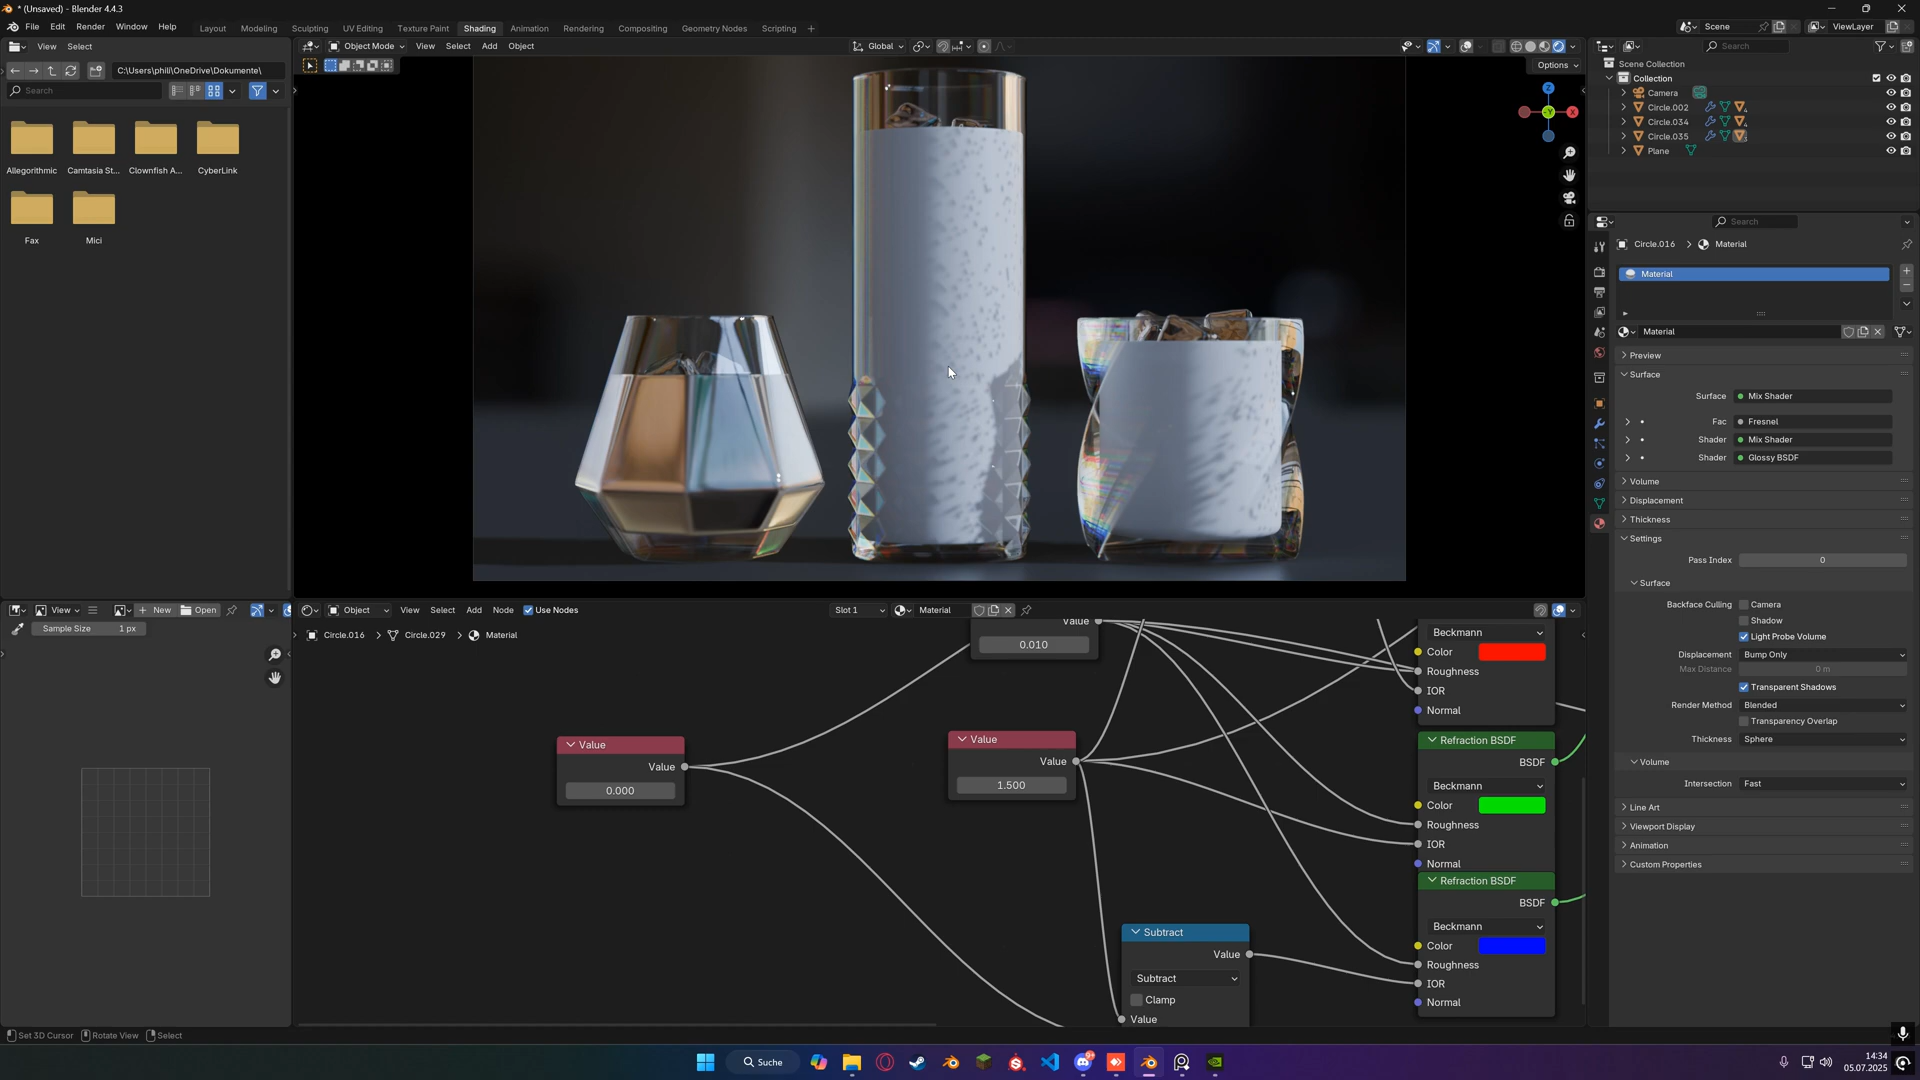 * (Unsaved) - Blender 4.4.3
File Edit Render Window Help
Layout Modeling Sculpting UV Editing Texture Paint Shading Animation Rendering Compositing Geometry Nodes Scripting +
Scene
ViewLayer
View Select
Object Mode View Select Add Object
Global
Search
C:\Users\phili\OneDrive\Dokumente\
Options
Search
Scene Collection
Collection
Camera
Circle.002
Circle.034
Circle.035
Plane
Z
X
Y
Allegorithmic Camtasia St... Clownfish A... CyberLink
Fax Mici
Search
Circle.016 Material
Material
Material
Preview
Surface
Surface Mix Shader
Fac Fresnel
Shader Mix Shader
Shader Glossy BSDF
Volume
Displacement
Thickness
Settings
Pass Index 0
Surface
Backface Culling Camera
Shadow
Light Probe Volume
Displacement Bump Only
Max Distance 0 m
Transparent Shadows
Render Method Blended
Transparency Overlap
Thickness Sphere
Volume
Intersection Fast
Line Art
Viewport Display
Animation
Custom Properties
View New Open
Sample Size 1 px
Object View Select Add Node Use Nodes Slot 1 Material
Circle.016 Circle.029 Material
Value
0.010
Value
Value
0.000
Value
Value
1.500
Subtract
Value
Subtract
Clamp
Value
Beckmann
Color
Roughness
IOR
Normal
Refraction BSDF
BSDF
Beckmann
Color
Roughness
IOR
Normal
Refraction BSDF
BSDF
Beckmann
Color
Roughness
IOR
Normal
Set 3D Cursor Rotate View Select
Suche
14:34
05.07.2025